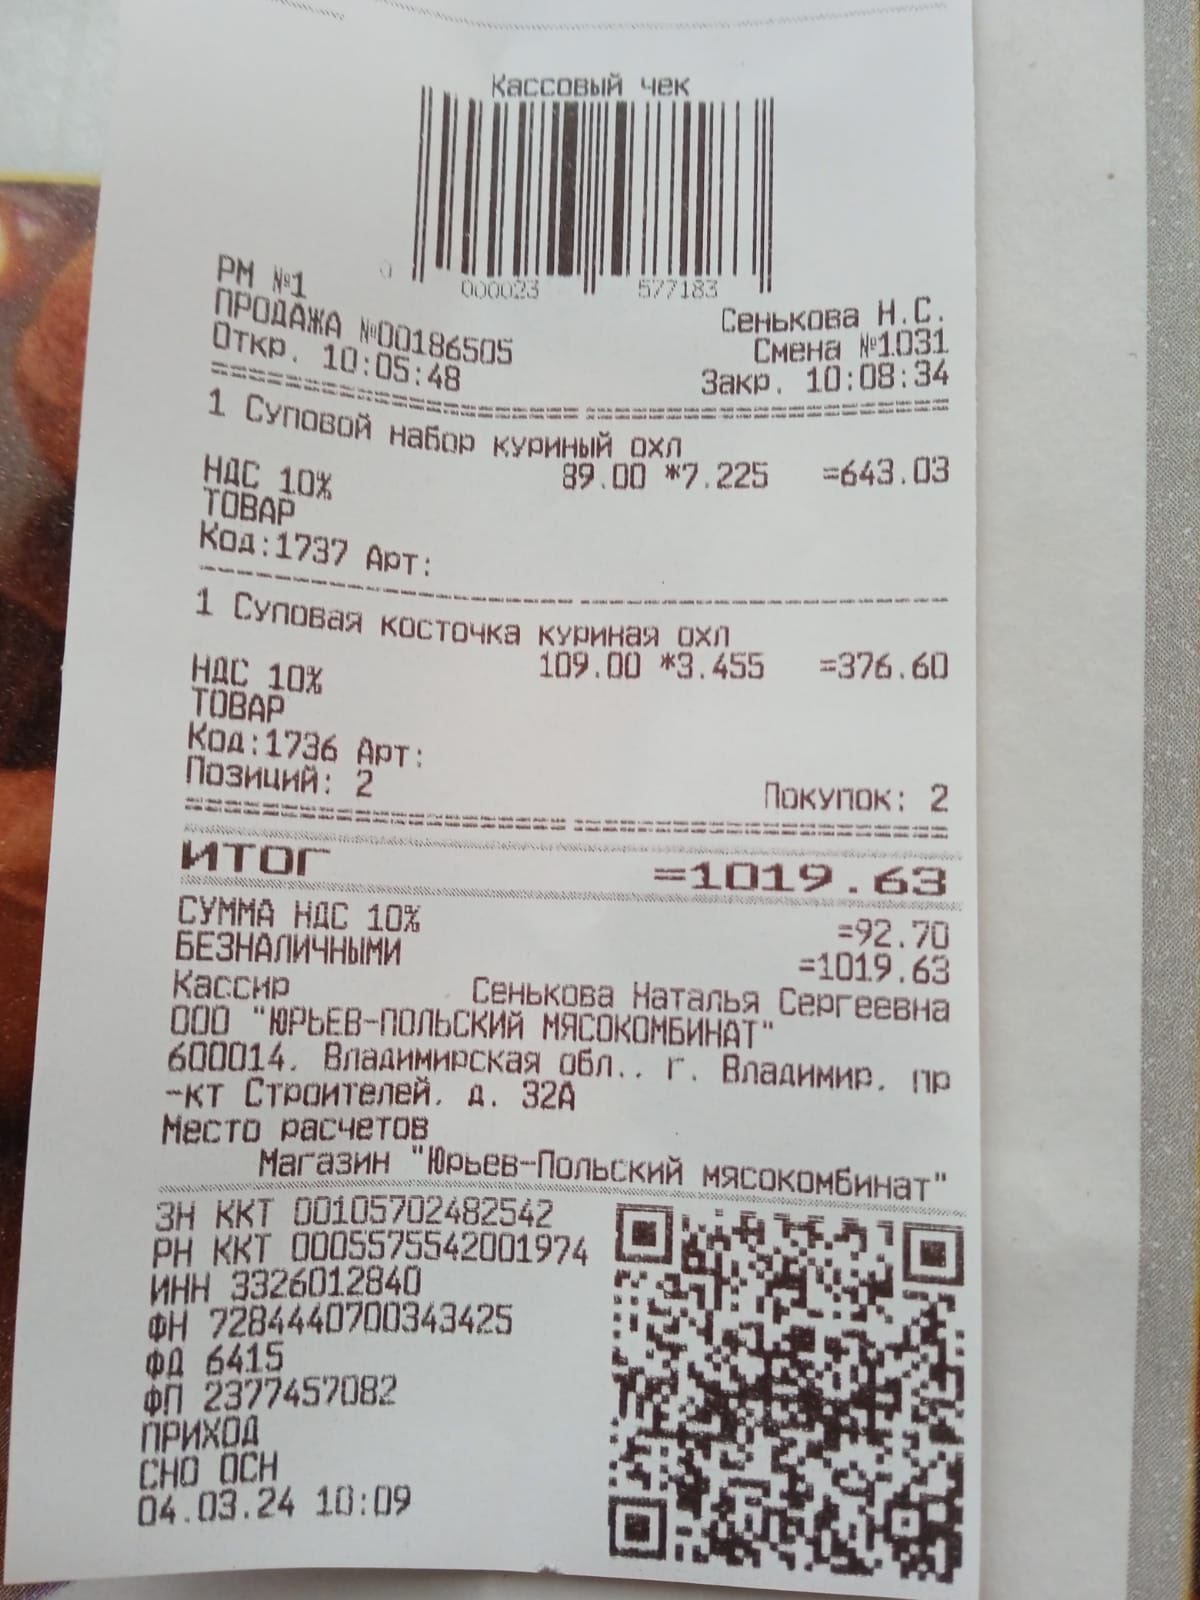 Кассовый чек
0 000023 577183
РМ №1
Сенькова Н.С.
ПРОДАЖА №00186505
Смена №1031
Откр. 10:05:48
Закр. 10:08:34
1 Суповой набор куриный охл
89.00 *7.225 =643.03
НДС 10%
ТОВАР
Код:1737 Арт:
1 Суповая косточка куриная охл
109.00 *3.455 =376.60
НДС 10%
ТОВАР
Код:1736 Арт:
Позиций: 2 Покупок: 2
ИТОГ =1019.63
СУММА НДС 10% =92.70
БЕЗНАЛИЧНЫМИ =1019.63
Кассир Сенькова Наталья Сергеевна
ООО "ЮРЬЕВ-ПОЛЬСКИЙ МЯСОКОМБИНАТ"
600014, Владимирская обл., г. Владимир, пр
-кт Строителей, д. 32А
Место расчетов
Магазин "Юрьев-Польский мясокомбинат"
ЗН ККТ 00105702482542
РН ККТ 0005575542001974
ИНН 3326012840
ФН 7284440700343425
ФД 6415
ФП 2377457082
ПРИХОД
СНО ОСН
04.03.24 10:09